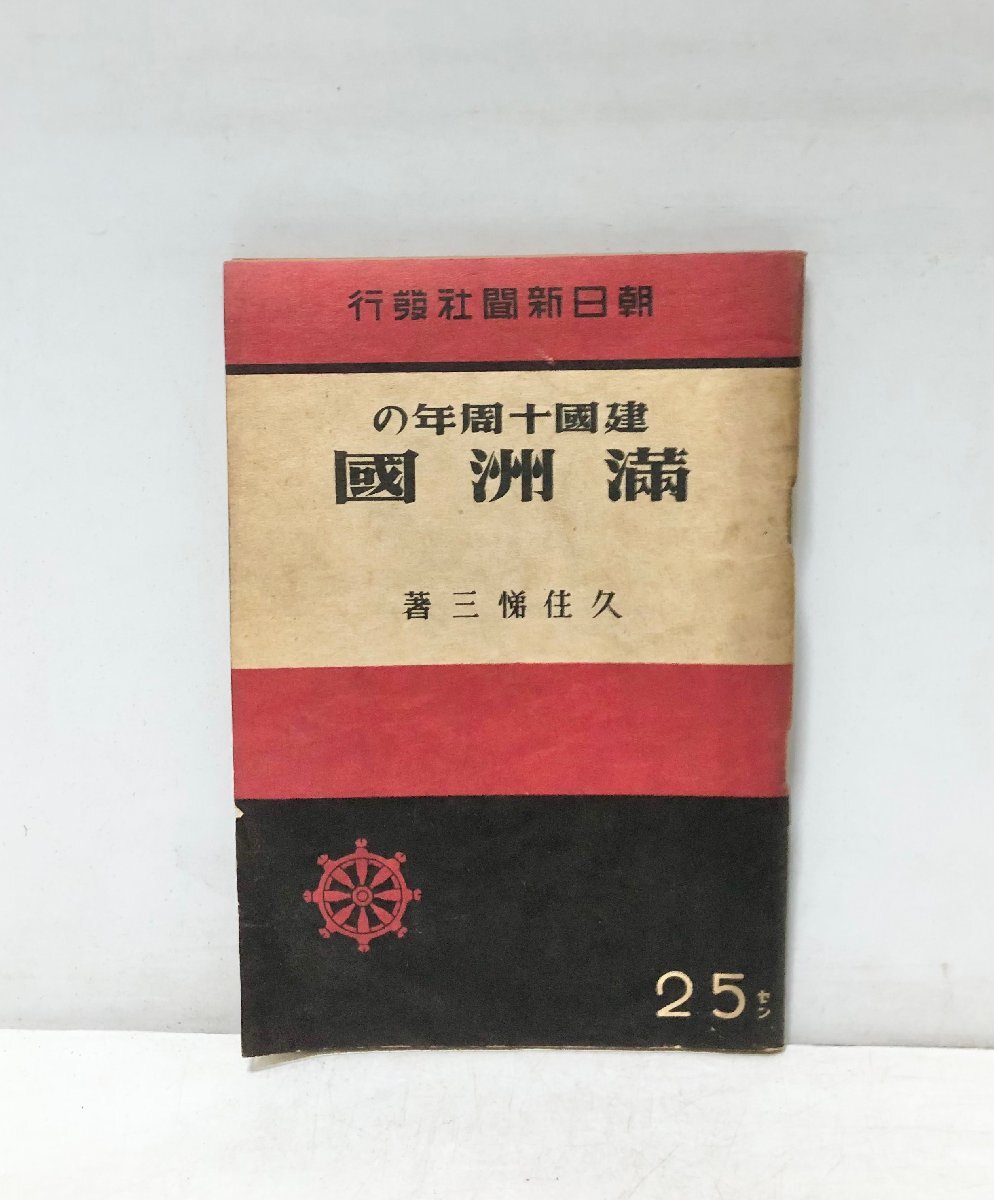 朝日新聞社發行
建國十周年の
滿洲國
久住悌三著
25セン